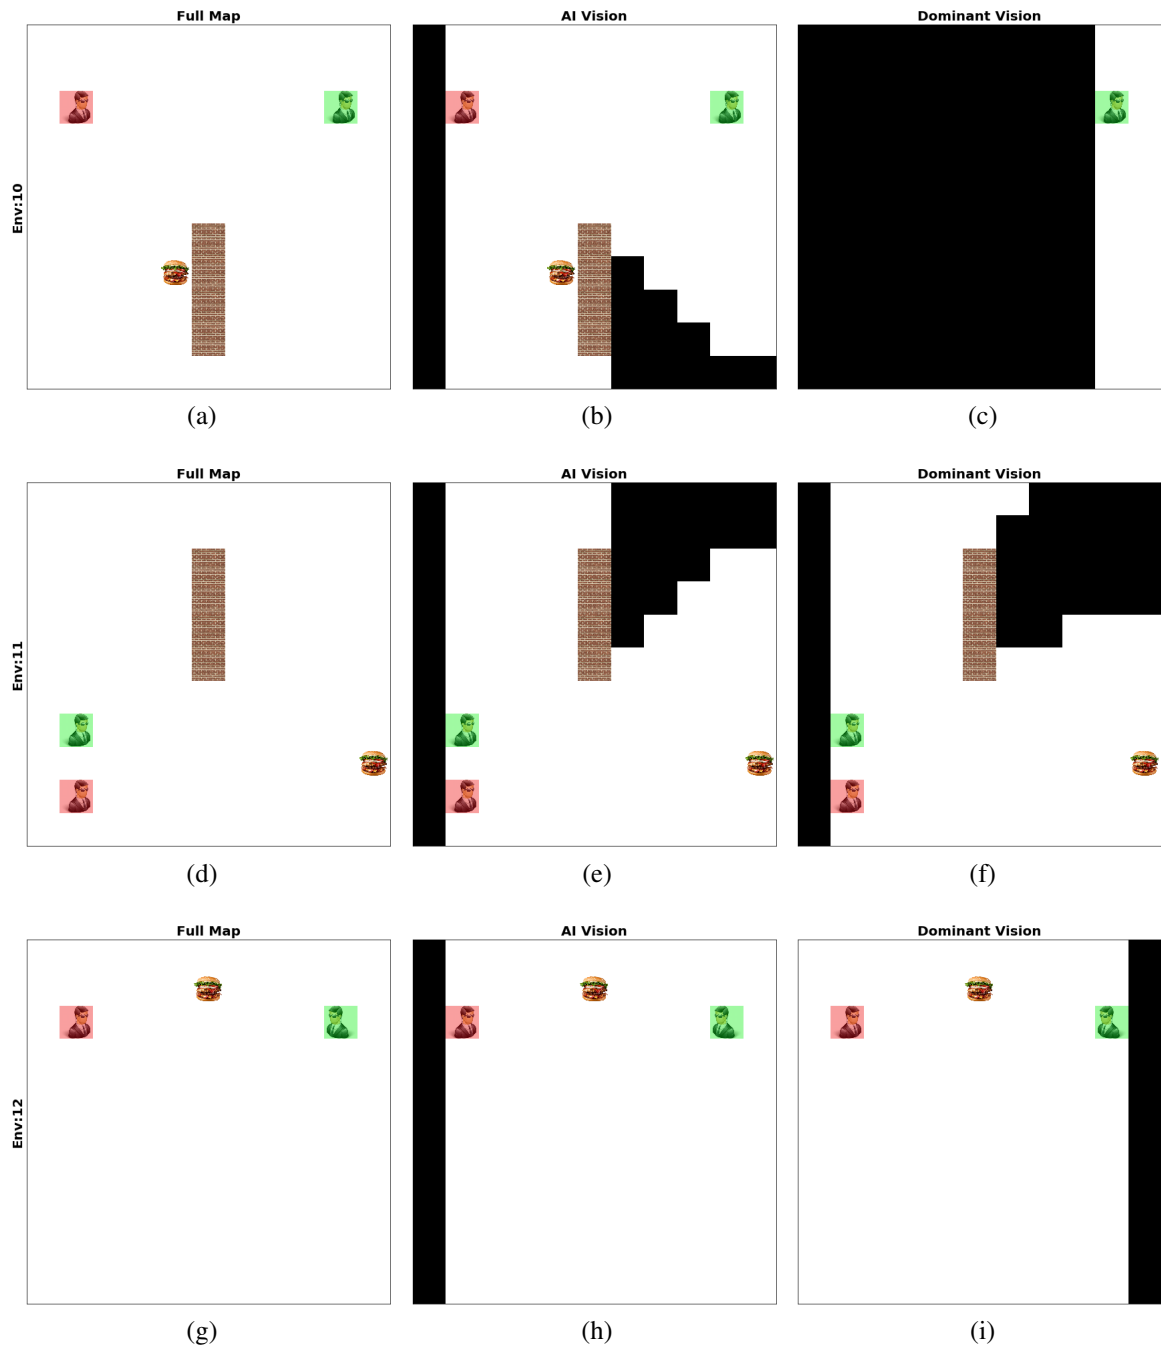 Full Map AI Vision Dominant Vision
Env:10
(a) (b) (c)
Full Map AI Vision Dominant Vision
Env:11
(d) (e) (f)
Full Map AI Vision Dominant Vision
Env:12
(g) (h) (i)